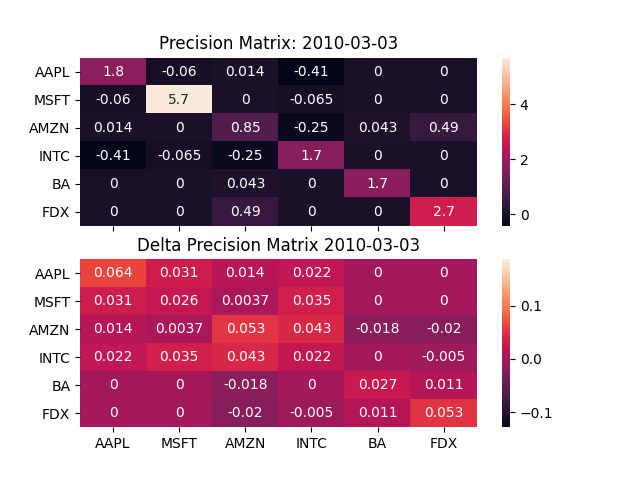 Precision Matrix: 2010-03-03
AAPL 1.8 -0.06 0.014 -0.41 0 0
MSFT -0.06 5.7 0 -0.065 0 0
AMZN 0.014 0 0.85 -0.25 0.043 0.49
INTC -0.41 -0.065 -0.25 1.7 0 0
BA 0 0 0.043 0 1.7 0
FDX 0 0 0.49 0 0 2.7
4
2
0
Delta Precision Matrix 2010-03-03
AAPL 0.064 0.031 0.014 0.022 0 0
MSFT 0.031 0.026 0.0037 0.035 0 0
AMZN 0.014 0.0037 0.053 0.043 -0.018 -0.02
INTC 0.022 0.035 0.043 0.022 0 -0.005
BA 0 0 -0.018 0 0.027 0.011
FDX 0 0 -0.02 -0.005 0.011 0.053
AAPL MSFT AMZN INTC BA FDX
0.1
0.0
−0.1